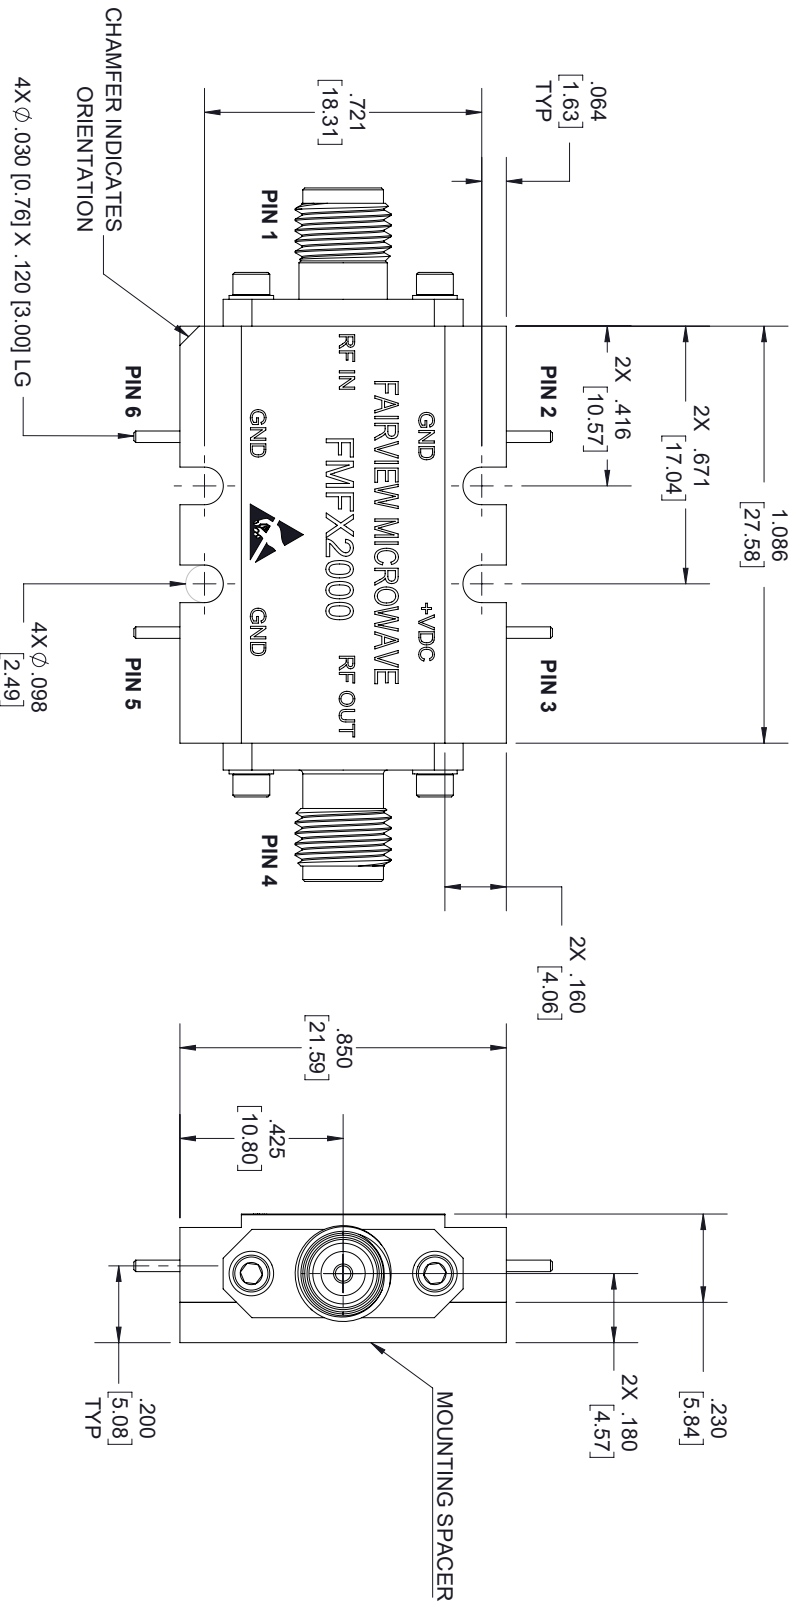 1.086
[27.58]
2X .671
[17.04]
2X .416
[10.57]
.064
[1.63]
TYP
PIN 2
PIN 3
2X .160
[4.06]
.721
[18.31]
PIN 1
GND
+VDC
FAIRVIEW MICROWAVE
RF IN
FMFX2000
RF OUT
GND
GND
PIN 4
CHAMFER INDICATES
ORIENTATION
PIN 6
PIN 5
4X Ø .030 [0.76] X .120 [3.00] LG
4X Ø .098
[2.49]
.230
[5.84]
2X .180
[4.57]
.850
[21.59]
.425
[10.80]
MOUNTING SPACER
.200
[5.08]
TYP